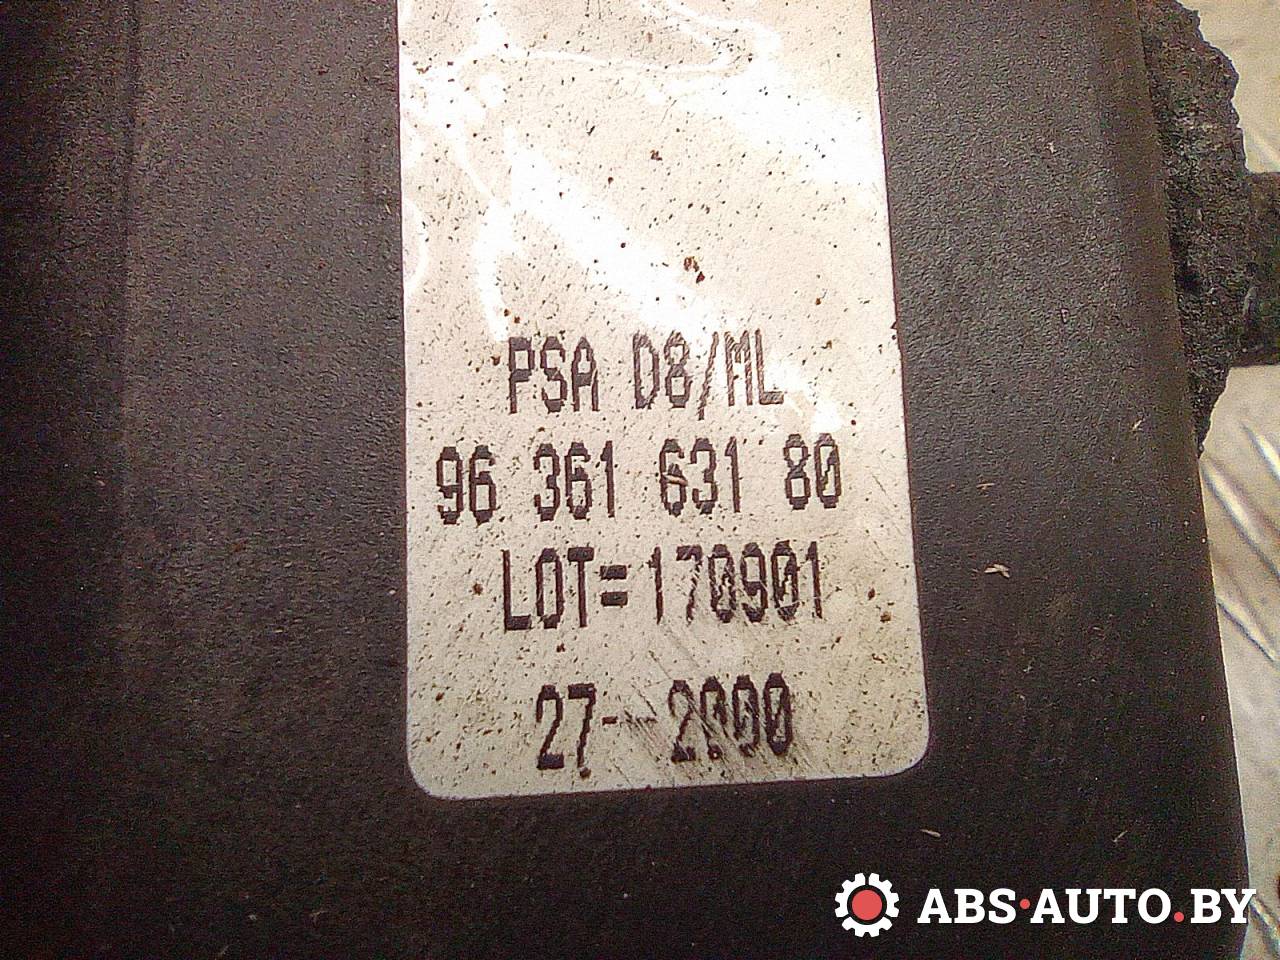 PSA D8/ML
96 361 631 80
LOT=170901
27--2000
ABS·AUTO.BY